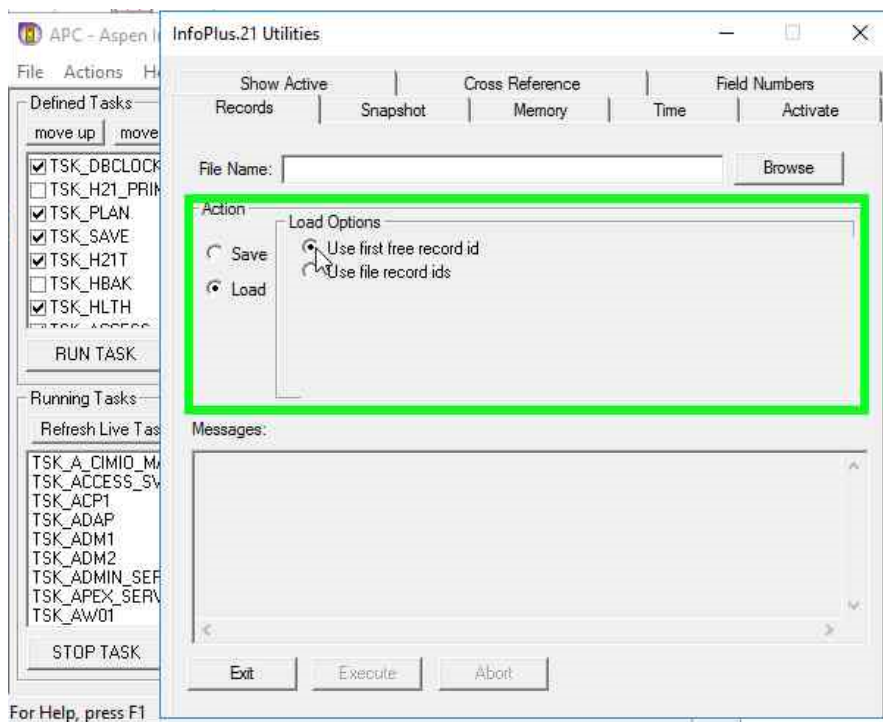 APC - Aspen I
File Actions H
Defined Tasks
move up move
TSK_DBCLOCK
TSK_H21_PRIM
TSK_PLAN
TSK_SAVE
TSK_H21T
TSK_HBAK
TSK_HLTH
RUN TASK
Running Tasks
Refresh Live Tas
TSK_A_CIMIO_MA
TSK_ACCESS_SV
TSK_ACP1
TSK_ADAP
TSK_ADM1
TSK_ADM2
TSK_ADMIN_SER
TSK_APEX_SERV
TSK_AW01
STOP TASK
For Help, press F1
InfoPlus.21 Utilities
Show Active Cross Reference Field Numbers
Records Snapshot Memory Time Activate
File Name: Browse
Action
Load Options
Save
Load
Use first free record id
Use file record ids
Messages:
Exit Execute Abort